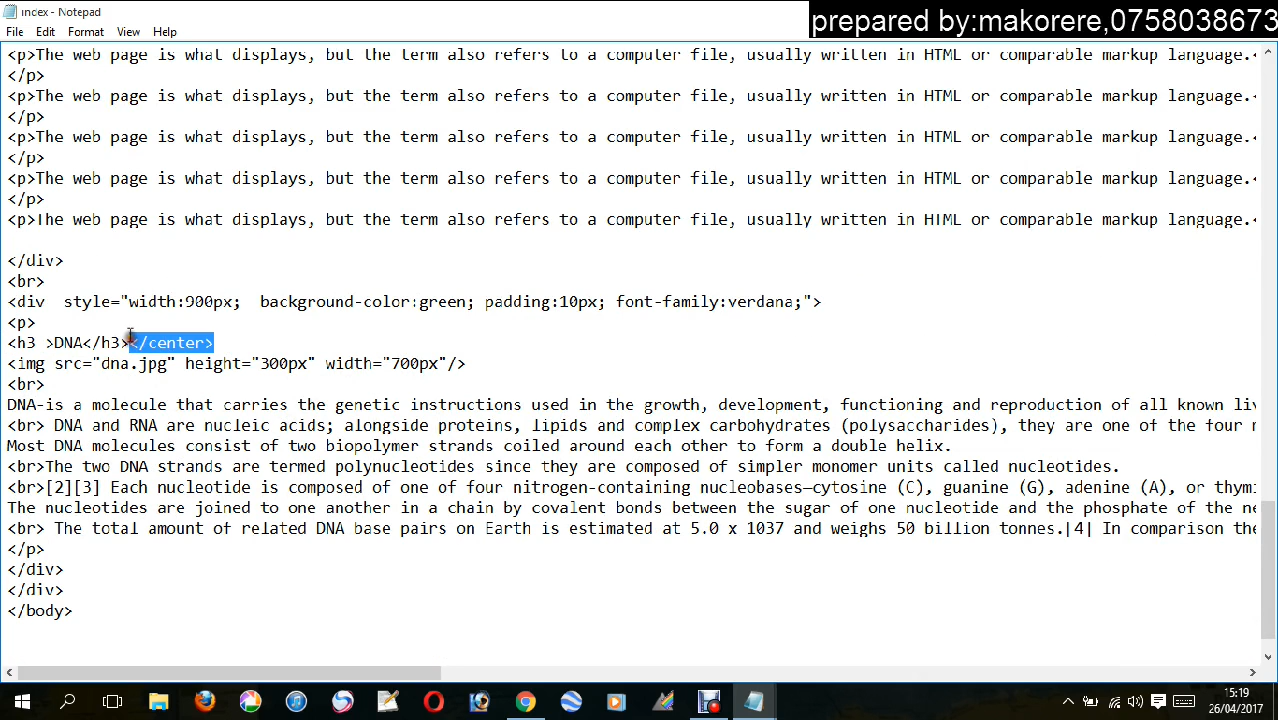 index - Notepad
prepared by:makorere,0758038673
File Edit Format View Help
<p>The web page is what displays, but the term also refers to a computer file, usually written in HTML or comparable markup language.<
</p>
<p>The web page is what displays, but the term also refers to a computer file, usually written in HTML or comparable markup language.<
</p>
<p>The web page is what displays, but the term also refers to a computer file, usually written in HTML or comparable markup language.<
</p>
<p>The web page is what displays, but the term also refers to a computer file, usually written in HTML or comparable markup language.<
</p>
<p>The web page is what displays, but the term also refers to a computer file, usually written in HTML or comparable markup language.<
</div>
<br>
<div  style="width:900px;  background-color:green; padding:10px; font-family:verdana;">
<p>
<h3 >DNA</h3></center>
<img src="dna.jpg" height="300px" width="700px"/>
<br>
DNA-is a molecule that carries the genetic instructions used in the growth, development, functioning and reproduction of all known liv
<br> DNA and RNA are nucleic acids; alongside proteins, lipids and complex carbohydrates (polysaccharides), they are one of the four m
Most DNA molecules consist of two biopolymer strands coiled around each other to form a double helix.
<br>The two DNA strands are termed polynucleotides since they are composed of simpler monomer units called nucleotides.
<br>[2][3] Each nucleotide is composed of one of four nitrogen-containing nucleobases—cytosine (C), guanine (G), adenine (A), or thymi
The nucleotides are joined to one another in a chain by covalent bonds between the sugar of one nucleotide and the phosphate of the ne
<br> The total amount of related DNA base pairs on Earth is estimated at 5.0 x 1037 and weighs 50 billion tonnes.[4] In comparison the
</p>
</div>
</div>
</body>
15:19
26/04/2017